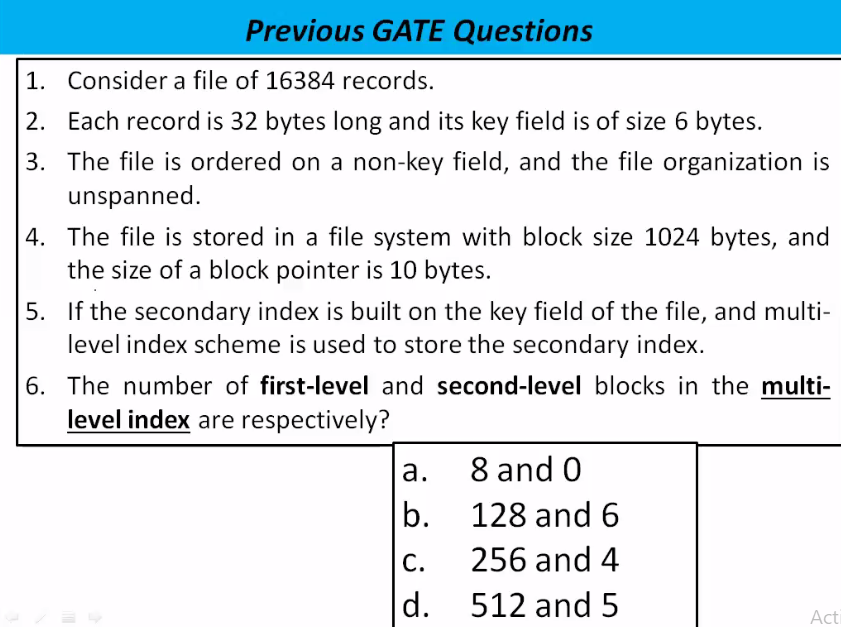 Previous GATE Questions
1. Consider a file of 16384 records.
2. Each record is 32 bytes long and its key field is of size 6 bytes.
3. The file is ordered on a non-key field, and the file organization is
unspanned.
4. The file is stored in a file system with block size 1024 bytes, and
the size of a block pointer is 10 bytes.
5. If the secondary index is built on the key field of the file, and multi-
level index scheme is used to store the secondary index.
6. The number of first-level and second-level blocks in the multi-
level index are respectively?
a. 8 and 0
b. 128 and 6
c. 256 and 4
d. 512 and 5
Acti